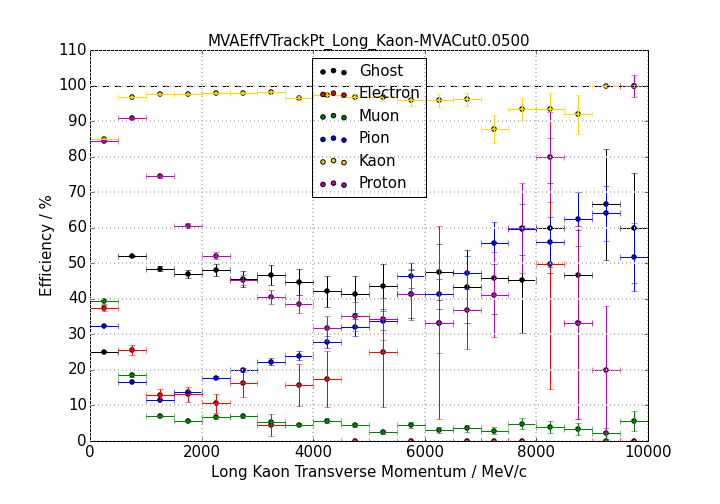 MVAEffVTrackPt_Long_Kaon-MVACut0.0500
110
100
90
80
70
60
50
40
30
20
10
0
Efficiency / %
Ghost
Electron
Muon
Pion
Kaon
Proton
0 2000 4000 6000 8000 10000
Long Kaon Transverse Momentum / MeV/c